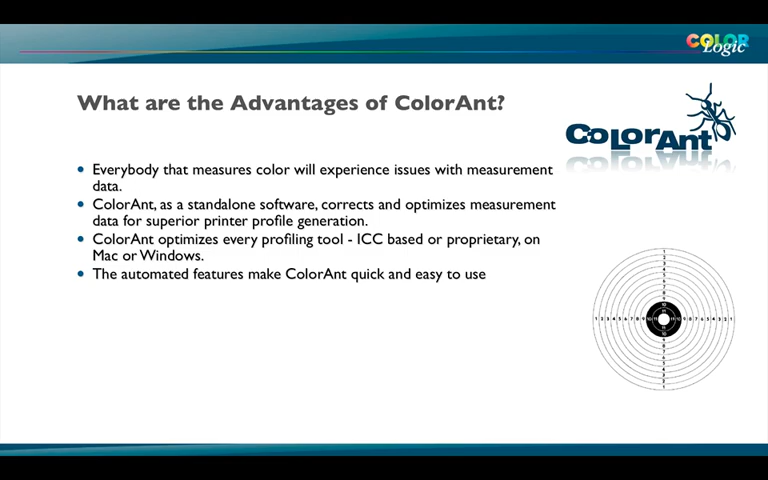 COLOR
Logic
What are the Advantages of ColorAnt?
COLORANT
• Everybody that measures color will experience issues with measurement
data.
• ColorAnt, as a standalone software, corrects and optimizes measurement
data for superior printer profile generation.
• ColorAnt optimizes every profiling tool - ICC based or proprietary, on
Mac or Windows.
• The automated features make ColorAnt quick and easy to use